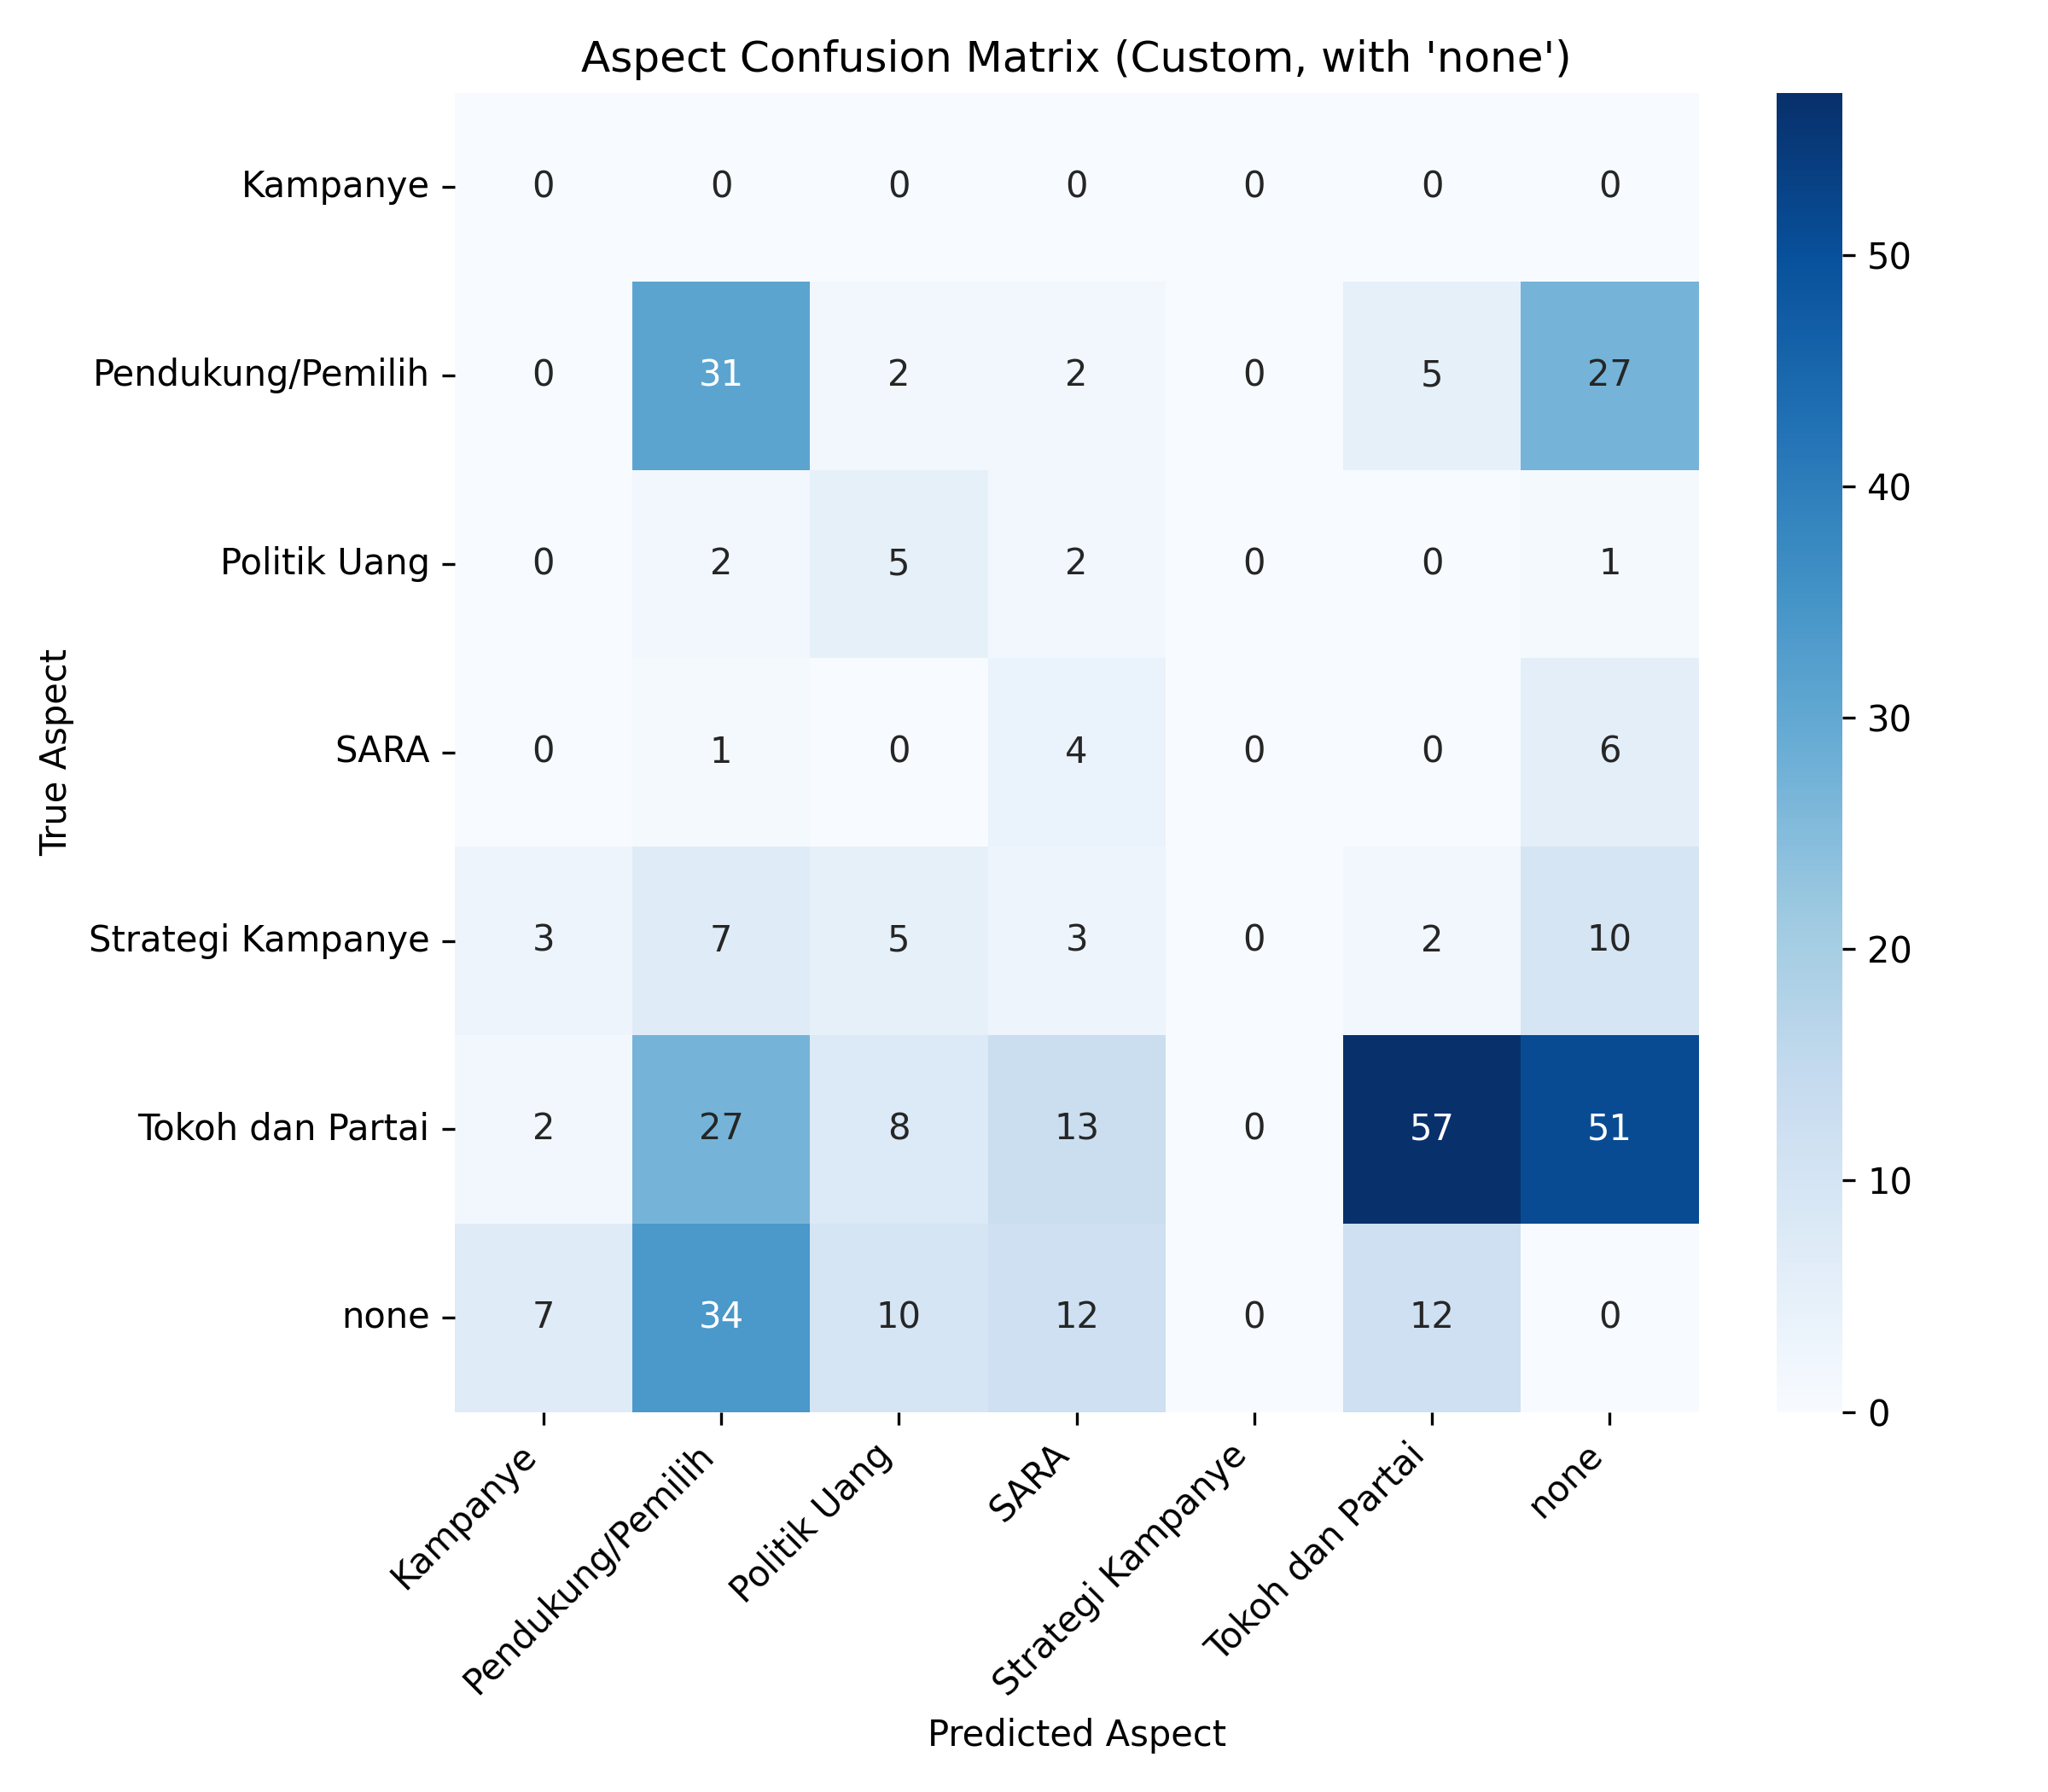 Aspect Confusion Matrix (Custom, with 'none')
True Aspect
Kampanye 0 0 0 0 0 0 0
Pendukung/Pemilih 0 31 2 2 0 5 27
Politik Uang 0 2 5 2 0 0 1
SARA 0 1 0 4 0 0 6
Strategi Kampanye 3 7 5 3 0 2 10
Tokoh dan Partai 2 27 8 13 0 57 51
none 7 34 10 12 0 12 0
Kampanye
Pendukung/Pemilih
Politik Uang
SARA
Strategi Kampanye
Tokoh dan Partai
none
Predicted Aspect
50
40
30
20
10
0